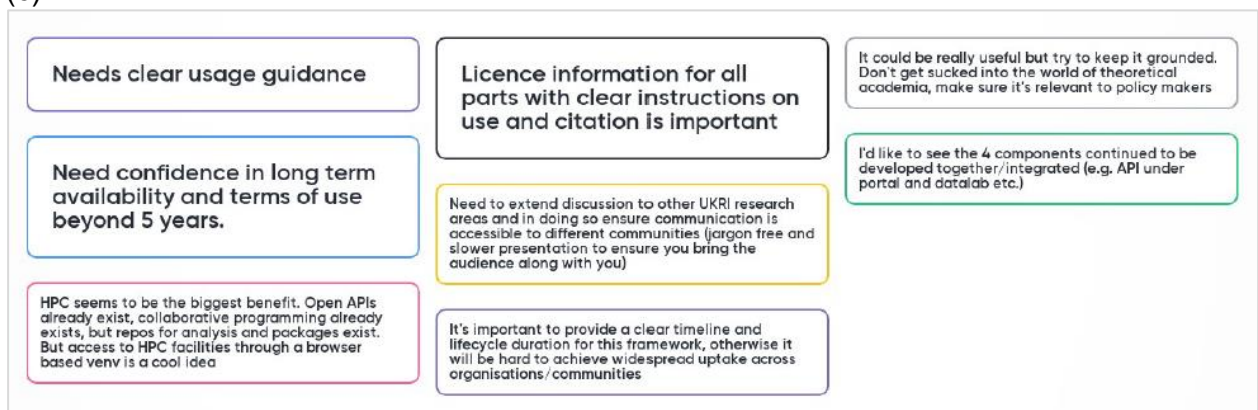 Needs clear usage guidance
Need confidence in long term
availability and terms of use
beyond 5 years.
HPC seems to be the biggest benefit. Open APIs
already exist, collaborative programming already
exists, but repos for analysis and packages exist.
But access to HPC facilities through a browser
based venv is a cool idea
Licence information for all
parts with clear instructions on
use and citation is important
Need to extend discussion to other UKRI research
areas and in doing so ensure communication is
accessible to different communities (jargon free and
slower presentation to ensure you bring the
audience along with you)
It's important to provide a clear timeline and
lifecycle duration for this framework, otherwise it
will be hard to achieve widespread uptake across
organisations/communities
It could be really useful but try to keep it grounded.
Don't get sucked into the world of theoretical
academia, make sure it's relevant to policy makers
I'd like to see the 4 components continued to be
developed together/integrated (e.g. API under
portal and datalab etc.)